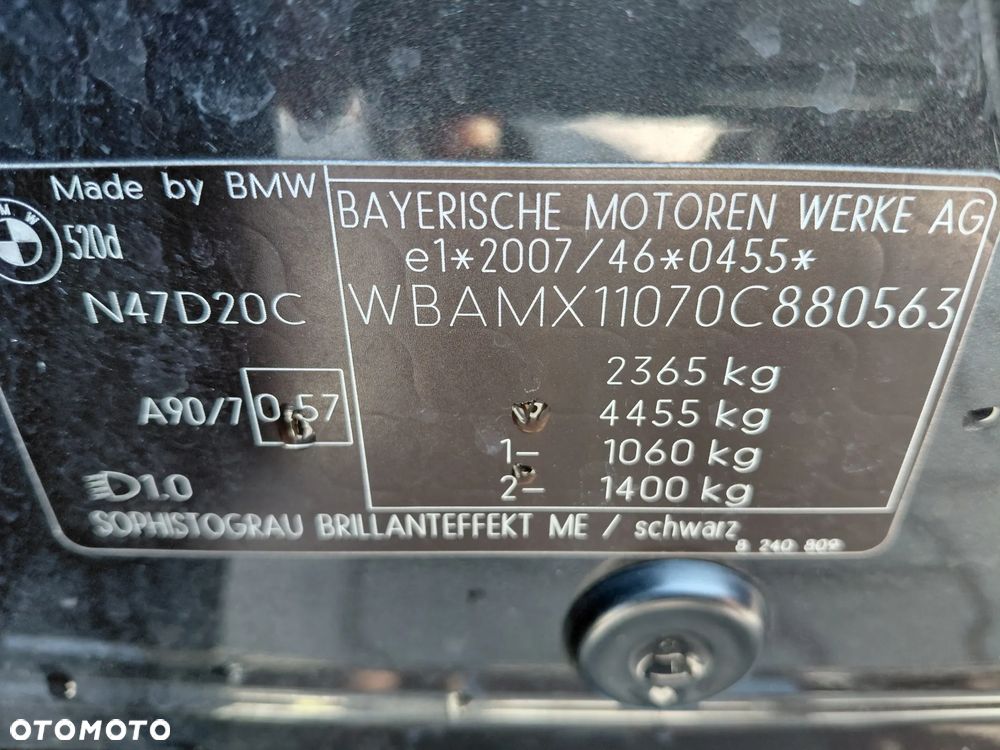 Made by BMW
BMW
520d
N47D20C
A90/7 0.57
D1.0
BAYERISCHE MOTOREN WERKE AG
e1*2007/46*0455*
WBAMX11070C880563
2365 kg
4455 kg
1– 1060 kg
2– 1400 kg
SOPHISTOGRAU BRILLANTEFFEKT ME / schwarz
8 240 809
OTOMOTO